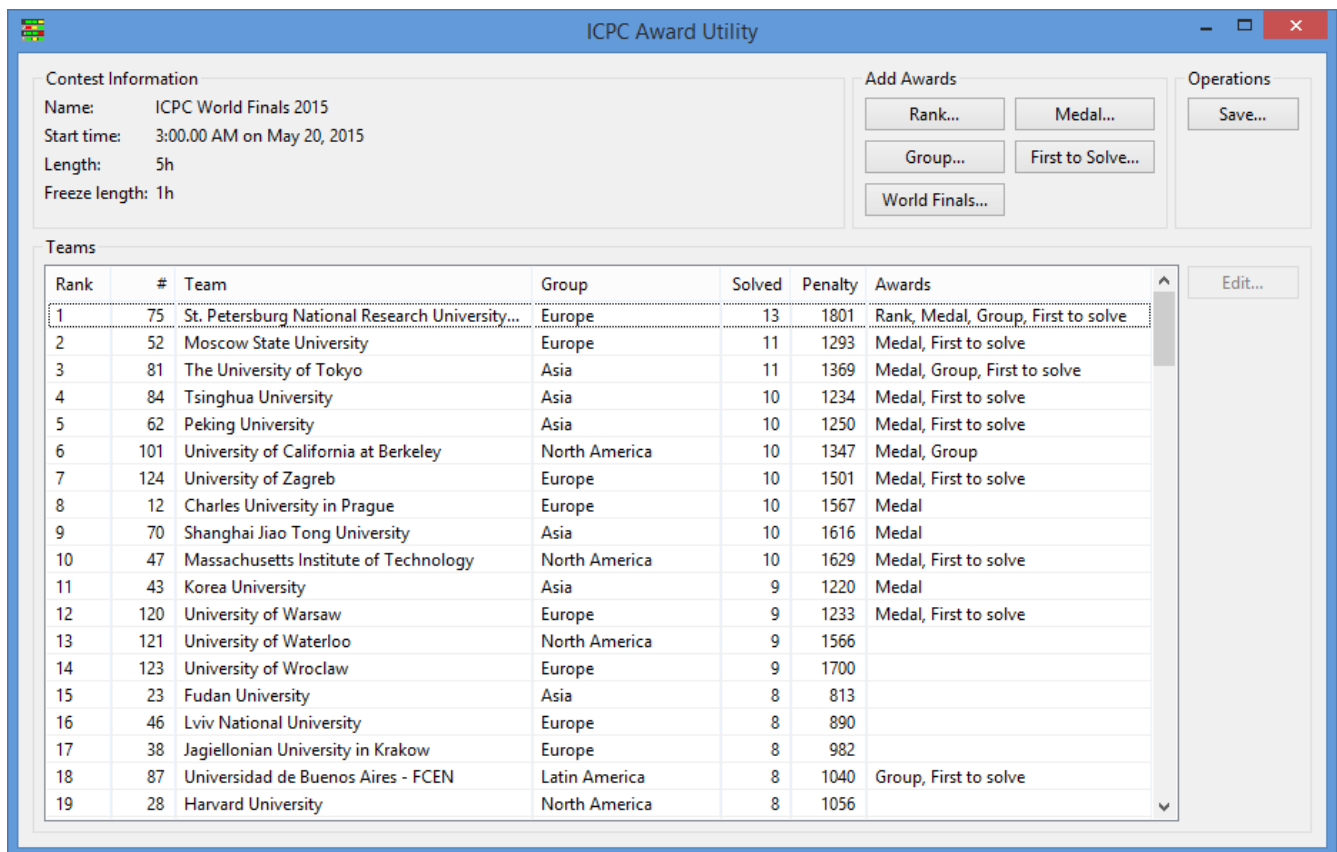 ICPC Award Utility
Contest Information
Name: ICPC World Finals 2015
Start time: 3:00.00 AM on May 20, 2015
Length: 5h
Freeze length: 1h
Add Awards
Rank... Medal...
Group... First to Solve...
World Finals...
Operations
Save...
Teams
Rank # Team Group Solved Penalty Awards
1 75 St. Petersburg National Research University... Europe 13 1801 Rank, Medal, Group, First to solve
2 52 Moscow State University Europe 11 1293 Medal, First to solve
3 81 The University of Tokyo Asia 11 1369 Medal, Group, First to solve
4 84 Tsinghua University Asia 10 1234 Medal, First to solve
5 62 Peking University Asia 10 1250 Medal, First to solve
6 101 University of California at Berkeley North America 10 1347 Medal, Group
7 124 University of Zagreb Europe 10 1501 Medal, First to solve
8 12 Charles University in Prague Europe 10 1567 Medal
9 70 Shanghai Jiao Tong University Asia 10 1616 Medal
10 47 Massachusetts Institute of Technology North America 10 1629 Medal, First to solve
11 43 Korea University Asia 9 1220 Medal
12 120 University of Warsaw Europe 9 1233 Medal, First to solve
13 121 University of Waterloo North America 9 1566
14 123 University of Wroclaw Europe 9 1700
15 23 Fudan University Asia 8 813
16 46 Lviv National University Europe 8 890
17 38 Jagiellonian University in Krakow Europe 8 982
18 87 Universidad de Buenos Aires - FCEN Latin America 8 1040 Group, First to solve
19 28 Harvard University North America 8 1056
Edit...